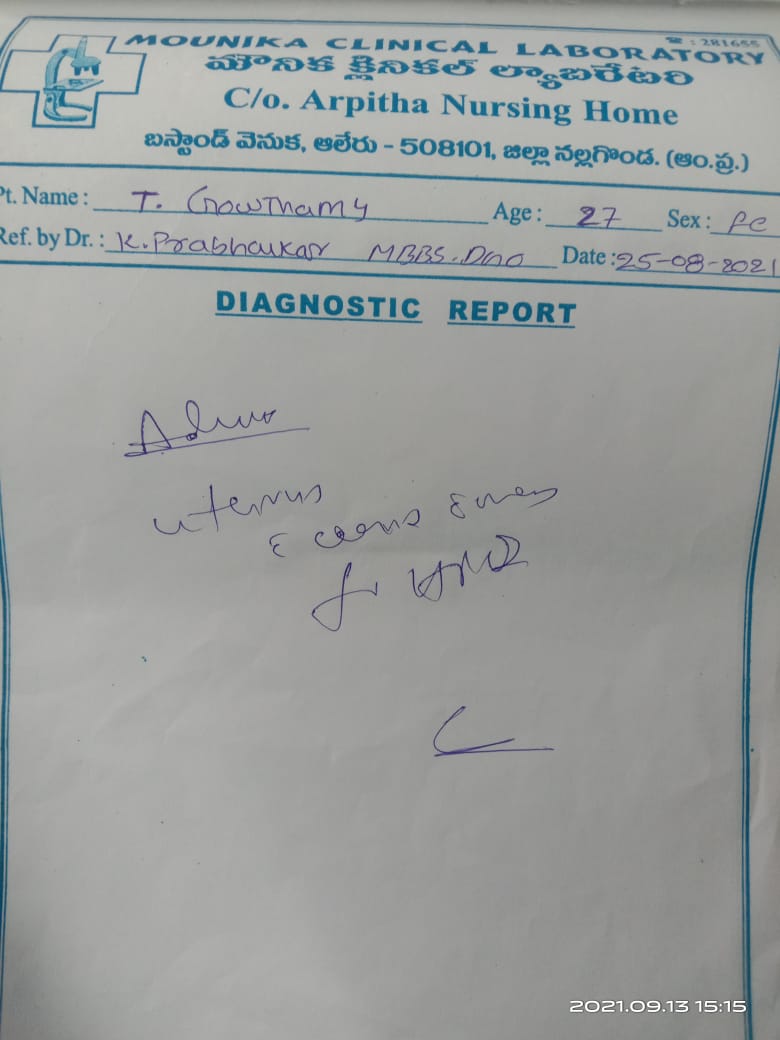 ☎ : 281655
MOUNIKA CLINICAL LABORATORY
మౌనిక క్లినికల్ ల్యాబరేటరి
C/o. Arpitha Nursing Home
బస్టాండ్ వెనుక, ఆలేరు - 508101, జిల్లా నల్లగొండ. (ఆం.ప్ర.)
Pt. Name : T. Gowthamy Age : 27 Sex : Fe
Ref. by Dr. : K. Prabhakar MBBS. DGO Date : 25-08-2021
DIAGNOSTIC REPORT
uterus
2021.09.13 15:15